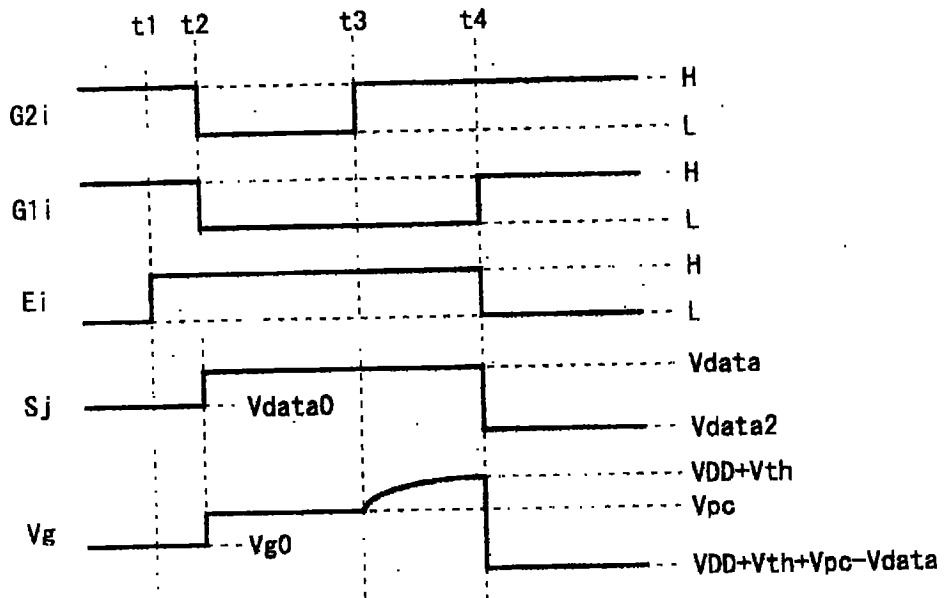 t1 t2 t3 t4
G2i H
L
G1i H
L
Ei H
L
Sj Vdata
Vdata0
Vdata2
VDD+Vth
Vpc
Vg Vg0
VDD+Vth+Vpc-Vdata